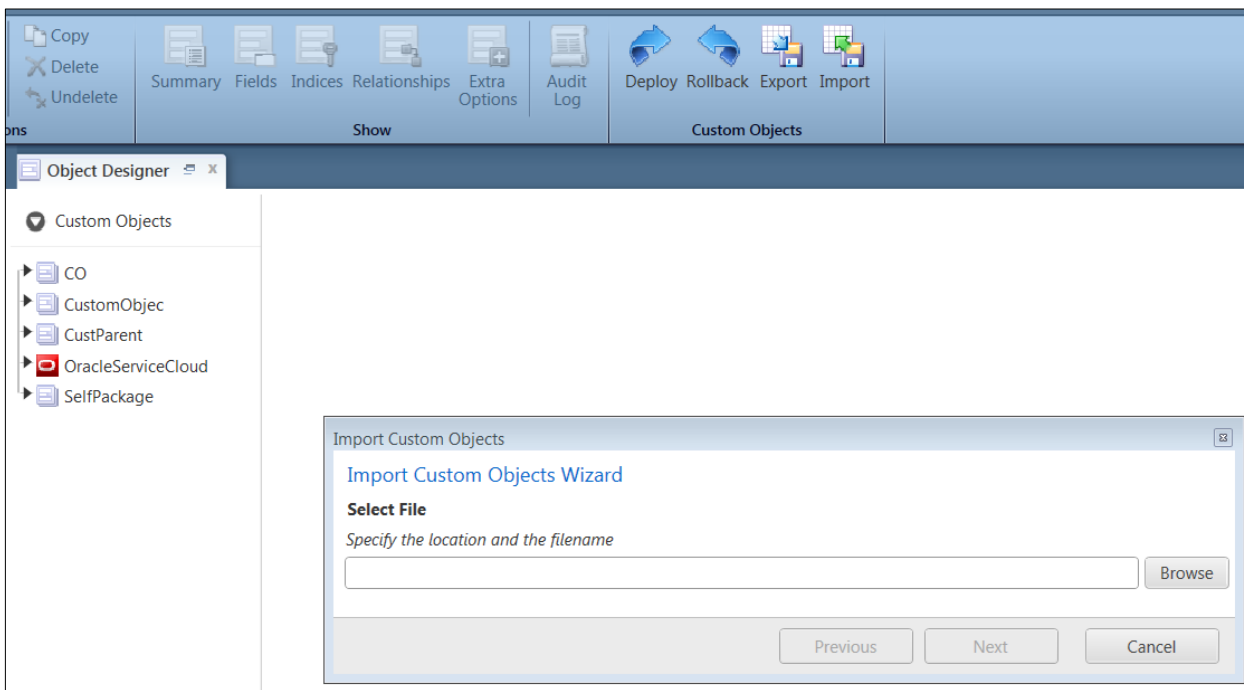 Copy
Delete
Undelete
ons
Summary Fields Indices Relationships Extra Options
Audit Log
Show
Deploy Rollback Export Import
Custom Objects
Object Designer
Custom Objects
CO
CustomObjec
CustParent
OracleServiceCloud
SelfPackage
Import Custom Objects
Import Custom Objects Wizard
Select File
Specify the location and the filename
Browse
Previous Next Cancel